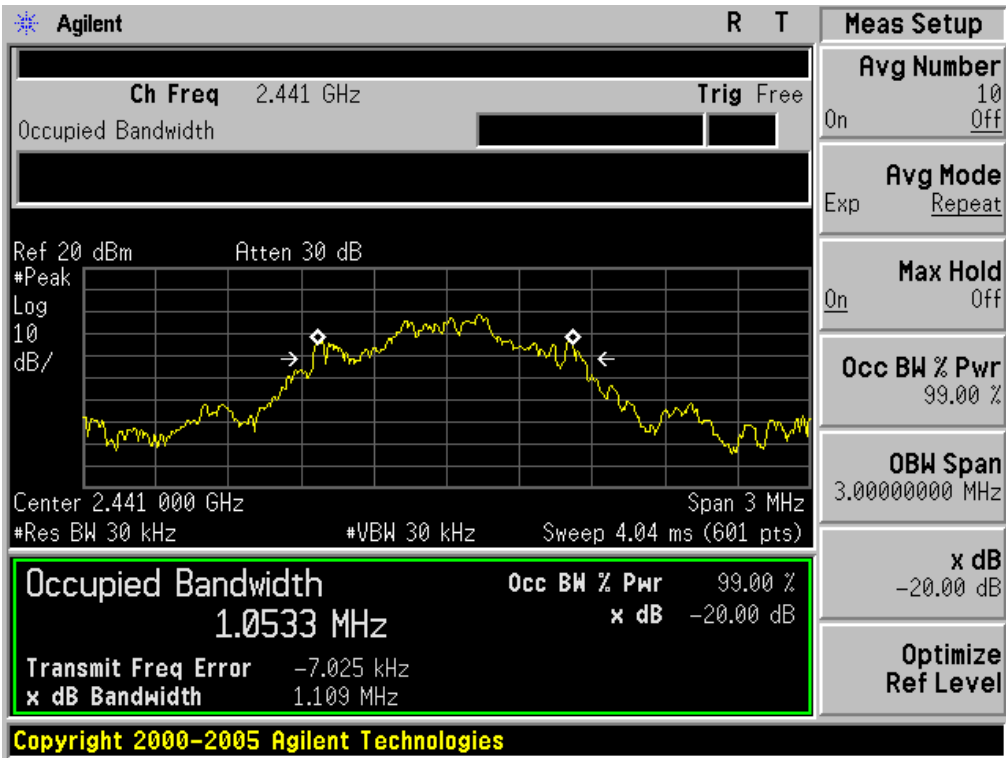 Agilent R T
Ch Freq 2.441 GHz Trig Free
Occupied Bandwidth
Ref 20 dBm Atten 30 dB
#Peak
Log
10
dB/
Center 2.441 000 GHz Span 3 MHz
#Res BW 30 kHz #VBW 30 kHz Sweep 4.04 ms (601 pts)
Occupied Bandwidth Occ BW % Pwr 99.00 %
1.0533 MHz x dB -20.00 dB
Transmit Freq Error -7.025 kHz
x dB Bandwidth 1.109 MHz
Copyright 2000-2005 Agilent Technologies
Meas Setup
Avg Number
10
On Off
Avg Mode
Exp Repeat
Max Hold
On Off
Occ BW % Pwr
99.00 %
OBW Span
3.00000000 MHz
x dB
-20.00 dB
Optimize
Ref Level